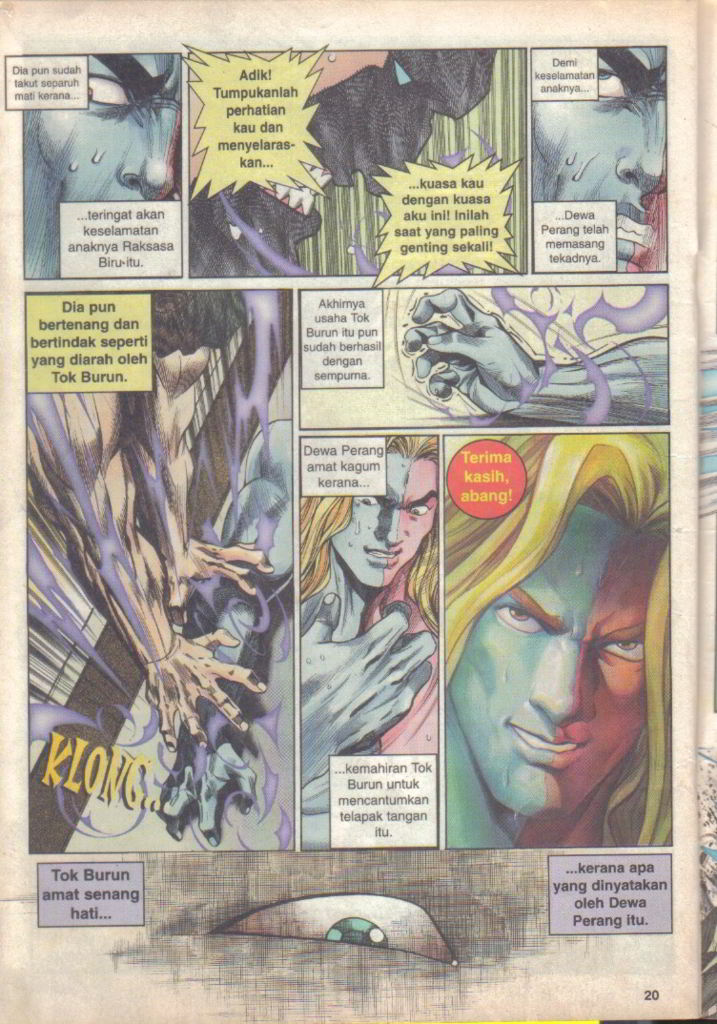 Dia pun sudah
takut separuh
mati kerana...
...teringat akan
keselamatan
anaknya Raksasa
Biru itu.
Adik!
Tumpukanlah
perhatian
kau dan
menyelaras-
kan...
...kuasa kau
dengan kuasa
aku ini! Inilah
saat yang paling
genting sekali!
Demi
keselamatan
anaknya...
...Dewa
Perang telah
memasang
tekadnya.
Dia pun
bertenang dan
bertindak seperti
yang diarah oleh
Tok Burun.
KLONG...
Akhirnya
usaha Tok
Burun itu pun
sudah berhasil
dengan
sempurna.
Dewa Perang
amat kagum
kerana...
...kemahiran Tok
Burun untuk
mencantumkan
telapak tangan
itu.
Terima
kasih,
abang!
Tok Burun
amat senang
hati...
...kerana apa
yang dinyatakan
oleh Dewa
Perang itu.
20